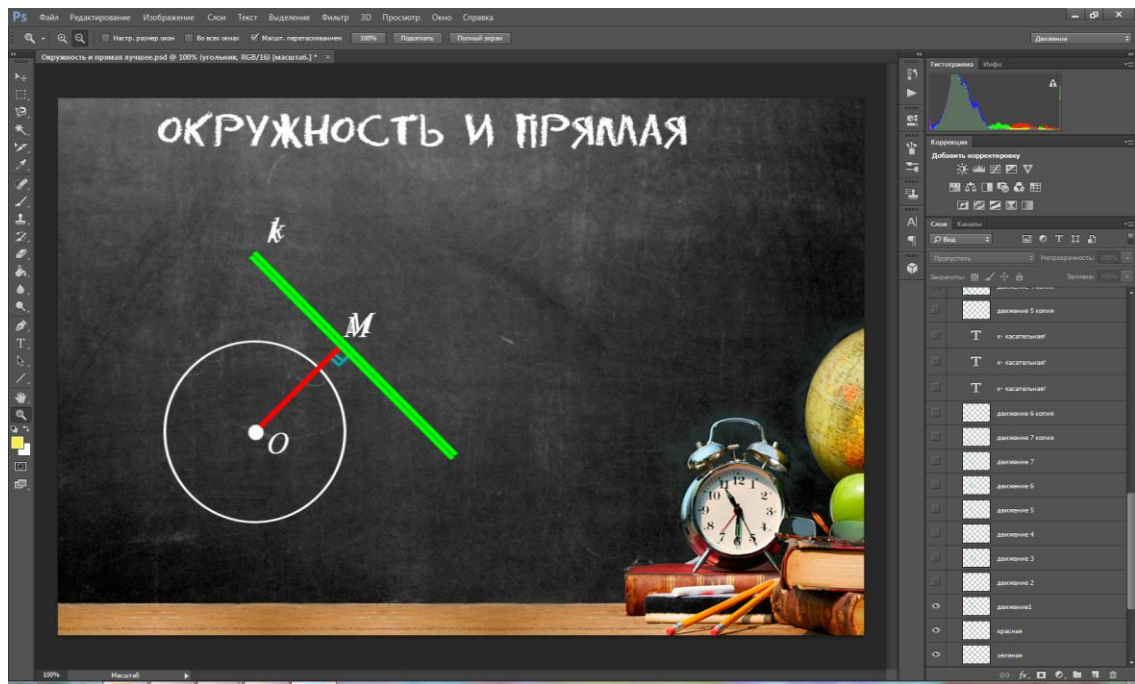 Ps Файл Редактирование Изображение Слои Текст Выделение Фильтр 3D Просмотр Окно Справка
Настр. размер окон Во всех окнах Масшт. перетаскиванием 100% Подогнать Полный экран Движение
Окружность и прямая лучшее.psd @ 100% (угольник, RGB/16) [масштаб.] * ×
Гистограмма Инфо
ОКРУЖНОСТЬ И ПРЯМАЯ
Коррекция
Добавить корректировку
Слои Каналы
Вид
Пропустить Непрозрачность: 100%
Закрепить: Заливка: 100%
k
M
O
движение 5 копия
к- касательная!
к- касательная!
к- касательная!
движение 6 копия
движение 7 копия
движение 7
движение 6
движение 5
движение 4
движение 3
движение 2
движение1
красная
зеленая
100% Масштаб